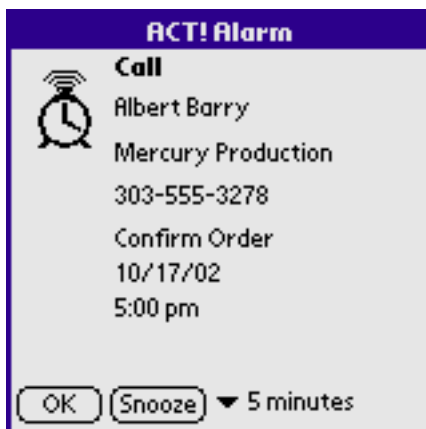 ACT! Alarm
Call
Albert Barry
Mercury Production
303-555-3278
Confirm Order
10/17/02
5:00 pm
OK Snooze 5 minutes